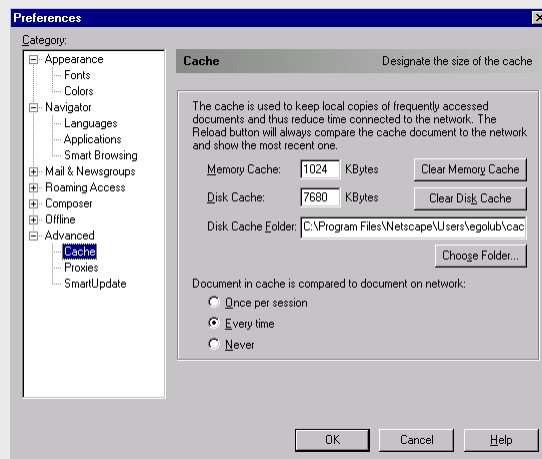 Preferences
Category:
Appearance
Fonts
Colors
Navigator
Languages
Applications
Smart Browsing
Mail & Newsgroups
Roaming Access
Composer
Offline
Advanced
Cache
Proxies
SmartUpdate
Cache Designate the size of the cache
The cache is used to keep local copies of frequently accessed
documents and thus reduce time connected to the network. The
Reload button will always compare the cache document to the network
and show the most recent one.
Memory Cache: 1024 KBytes Clear Memory Cache
Disk Cache: 7680 KBytes Clear Disk Cache
Disk Cache Folder: C:\Program Files\Netscape\Users\egolub\cac
Choose Folder...
Document in cache is compared to document on network:
Once per session
Every time
Never
OK Cancel Help